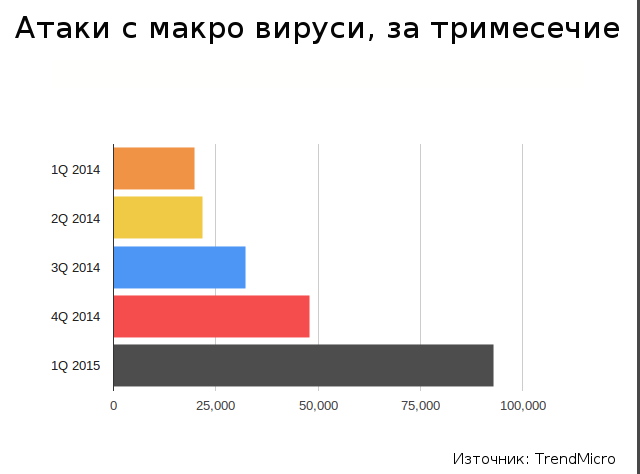 Атаки с макро вируси, за тримесечие
1Q 2014
2Q 2014
3Q 2014
4Q 2014
1Q 2015
0 25,000 50,000 75,000 100,000
Източник: TrendMicro